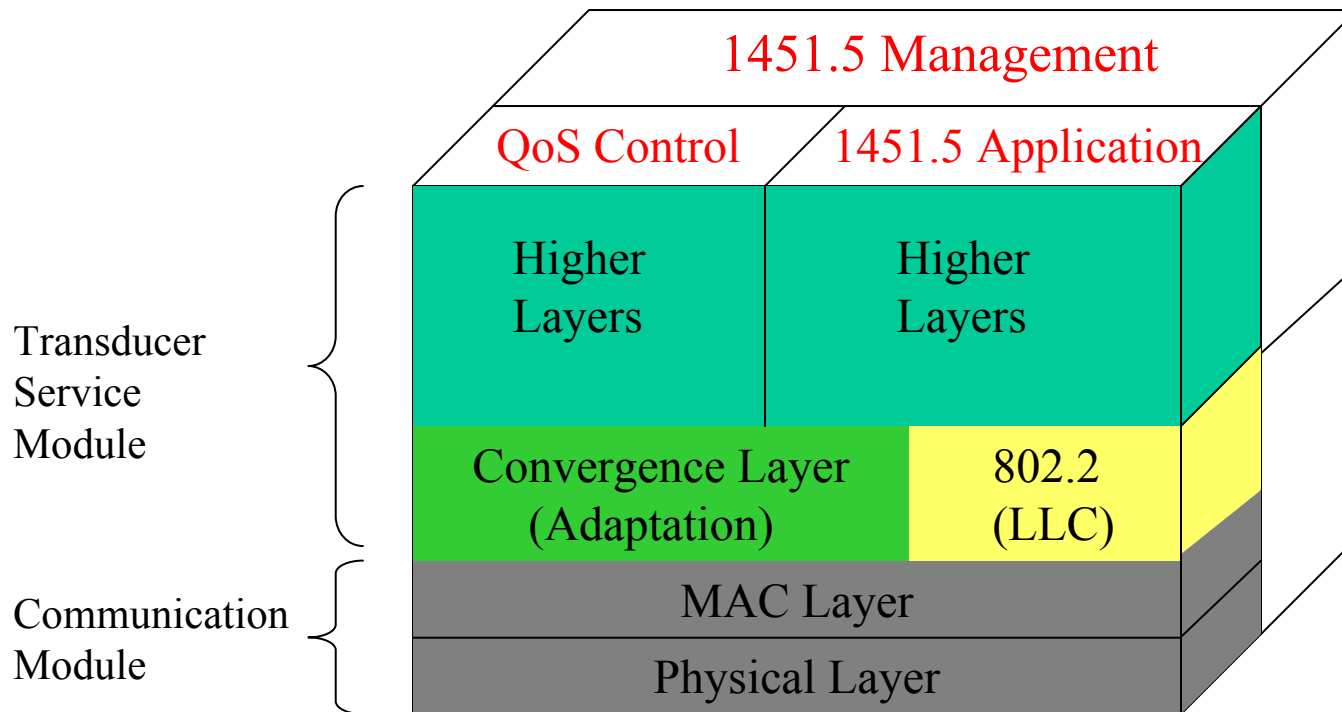 1451.5 Management
QoS Control
1451.5 Application
Higher
Layers
Higher
Layers
Transducer
Service
Module
Convergence Layer
(Adaptation)
802.2
(LLC)
MAC Layer
Communication
Module
Physical Layer